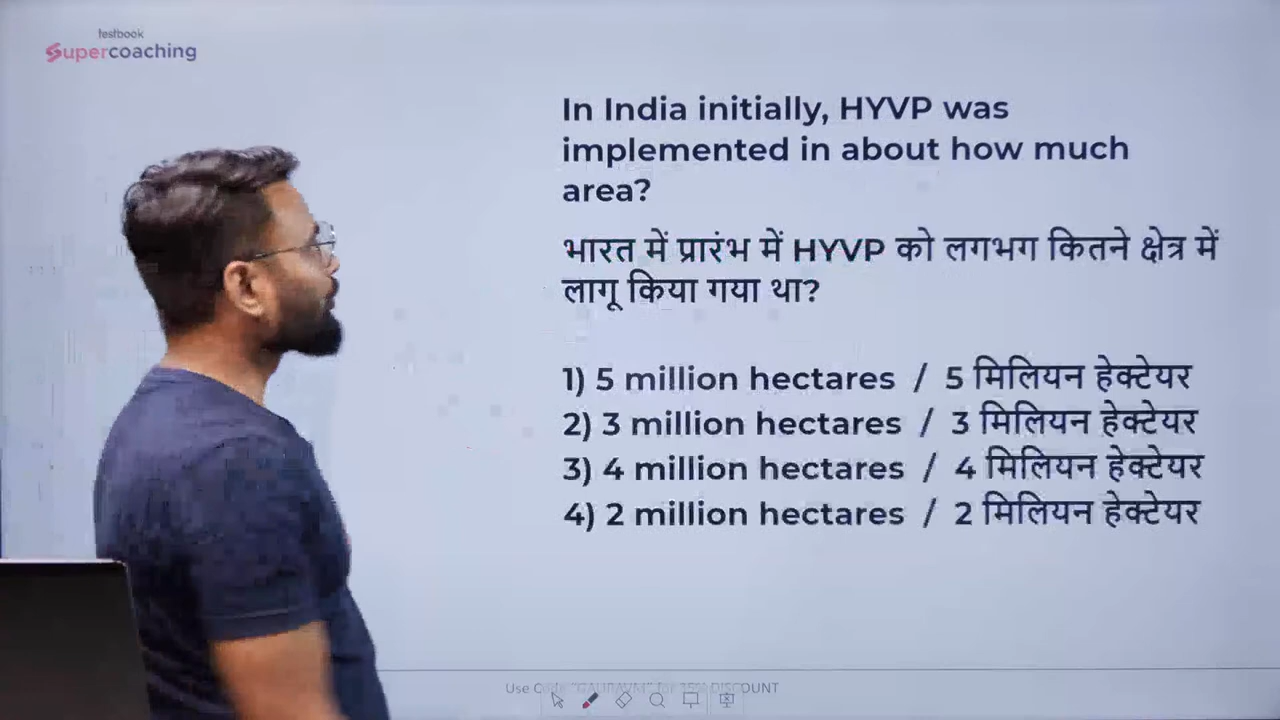 testbook
Supercoaching
In India initially, HYVP was
implemented in about how much
area?
भारत में प्रारंभ में HYVP को लगभग कितने क्षेत्र में
लागू किया गया था?
1) 5 million hectares / 5 मिलियन हेक्टेयर
2) 3 million hectares / 3 मिलियन हेक्टेयर
3) 4 million hectares / 4 मिलियन हेक्टेयर
4) 2 million hectares / 2 मिलियन हेक्टेयर
Use DISCOUNT